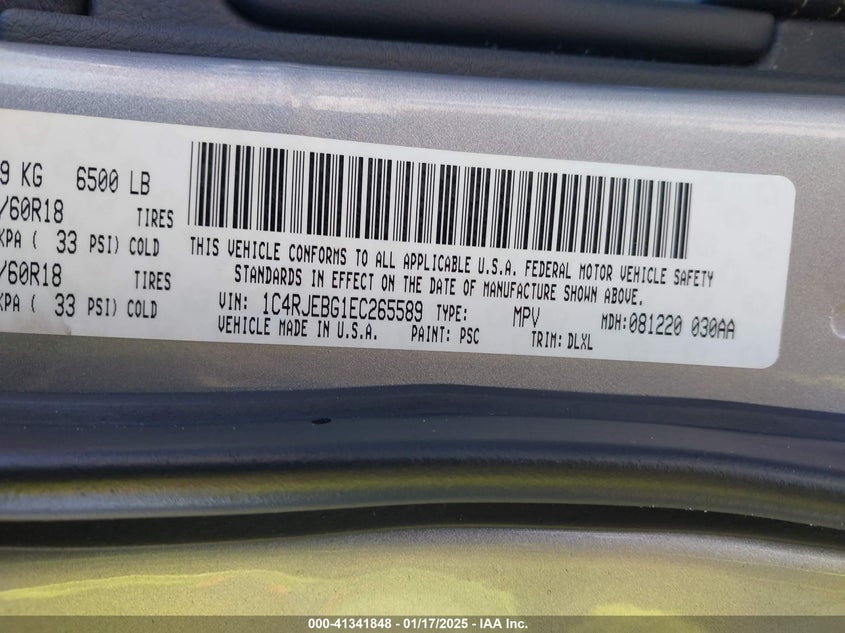 9 KG 6500 LB
/60R18 TIRES
KPA ( 33 PSI) COLD
/60R18 TIRES
KPA ( 33 PSI) COLD
THIS VEHICLE CONFORMS TO ALL APPLICABLE U.S.A. FEDERAL MOTOR VEHICLE SAFETY
STANDARDS IN EFFECT ON THE DATE OF MANUFACTURE SHOWN ABOVE.
VIN: 1C4RJEBG1EC265589 TYPE: MPV MDH:081220 030AA
VEHICLE MADE IN U.S.A. PAINT: PSC TRIM: DLXL
000-41341848 — 01/17/2025 — IAA Inc.